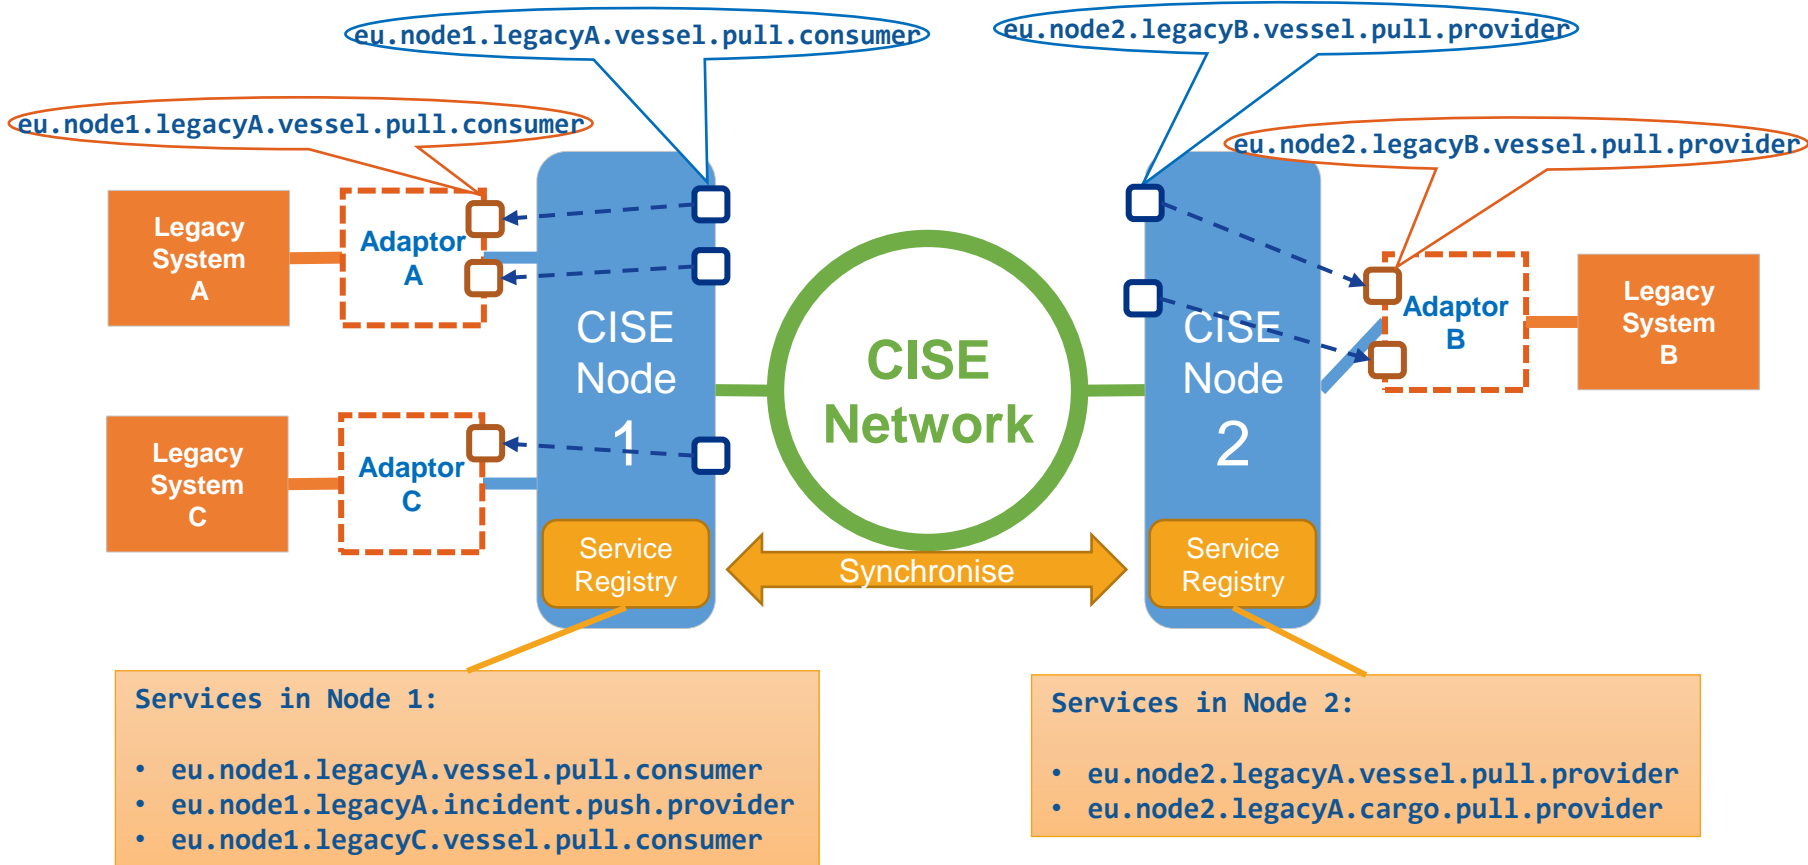 eu.node1.legacyA.vessel.pull.consumer
eu.node2.legacyB.vessel.pull.provider
eu.node1.legacyA.vessel.pull.consumer
eu.node2.legacyB.vessel.pull.provider
Legacy
System
A
Adaptor
A
CISE
Node
1
CISE
Network
CISE
Node
2
Adaptor
B
Legacy
System
B
Legacy
System
C
Adaptor
C
Service
Registry
Synchronise
Service
Registry
Services in Node 1:
• eu.node1.legacyA.vessel.pull.consumer
• eu.node1.legacyA.incident.push.provider
• eu.node1.legacyC.vessel.pull.consumer
Services in Node 2:
• eu.node2.legacyA.vessel.pull.provider
• eu.node2.legacyA.cargo.pull.provider